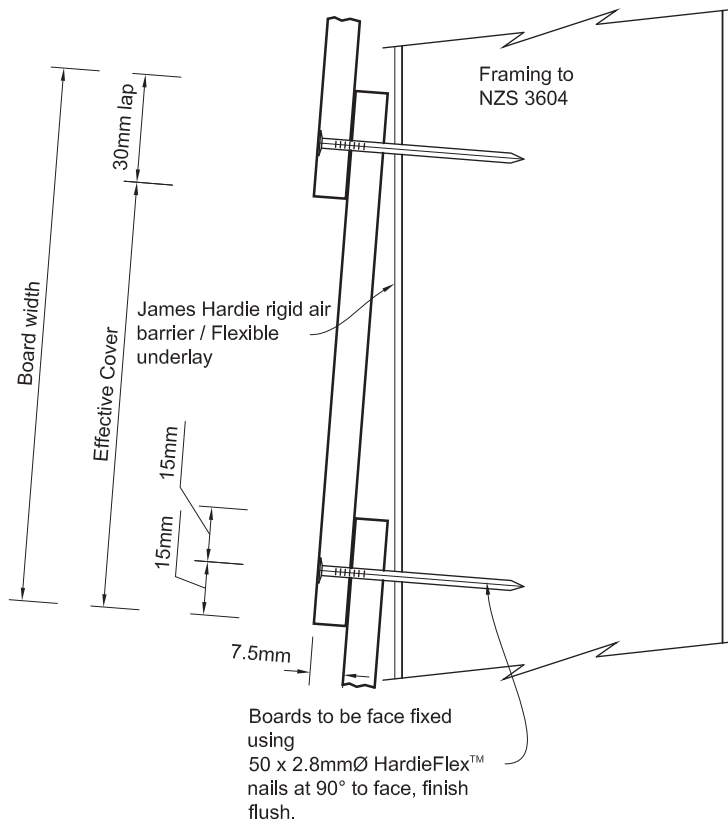 Framing to
NZS 3604
30mm lap
Board width
Effective Cover
James Hardie rigid air
barrier / Flexible
underlay
15mm
15mm
7.5mm
Boards to be face fixed
using
50 x 2.8mmØ HardieFlex™
nails at 90° to face, finish
flush.